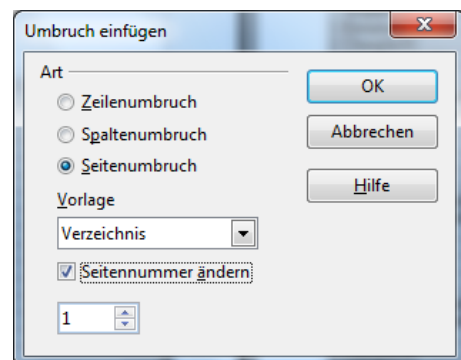 Umbruch einfügen
Art
Zeilenumbruch
Spaltenumbruch
Seitenumbruch
Vorlage
Verzeichnis
Seitennummer ändern
1
OK
Abbrechen
Hilfe